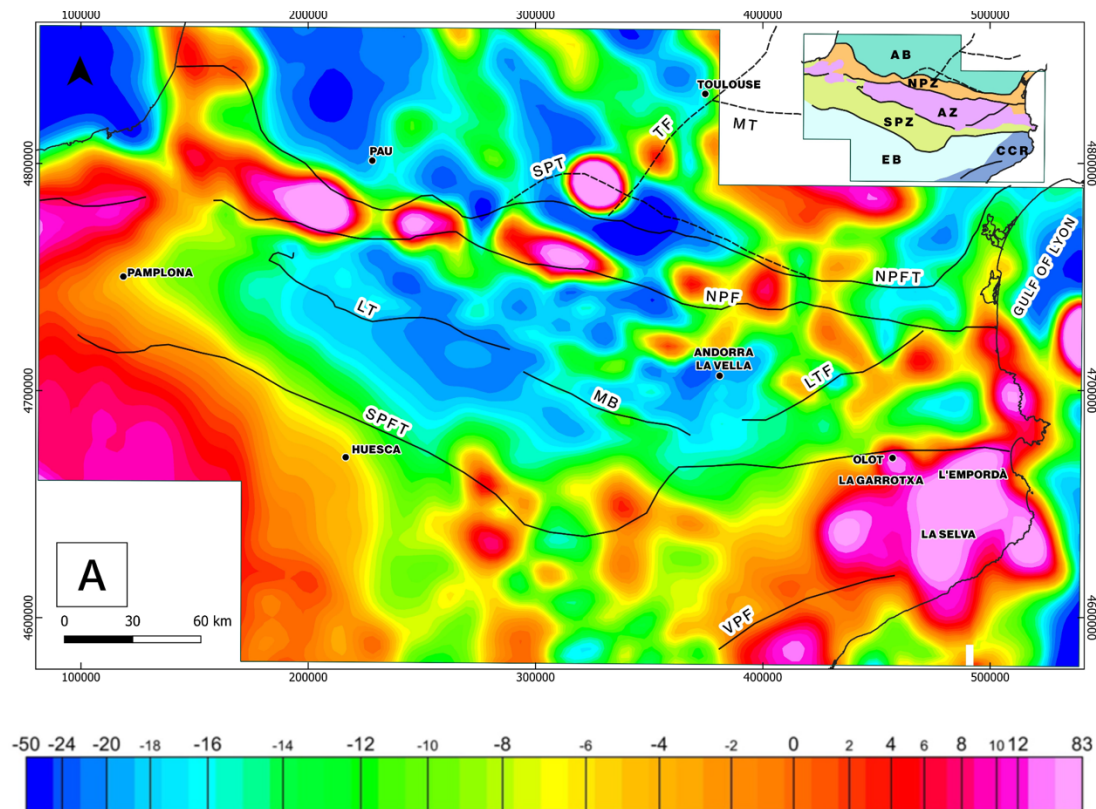 100000 200000 300000 400000 500000
TOULOUSE
AB
NPZ
AZ
SPZ
EB
CCR
TF
MT
PAU
SPT
4800000
4800000
PAMPLONA
NPFT
NPF
GULF OF LYON
LT
ANDORRA
LA VELLA
LTF
4700000
4700000
MB
SPFT
HUESCA
OLOT
LA GARROTXA
L'EMPORDÀ
LA SELVA
A
VPF
4600000
4600000
0 30 60 km
100000 200000 300000 400000 500000
-50 -24 -20 -18 -16 -14 -12 -10 -8 -6 -4 -2 0 2 4 6 8 10 12 83